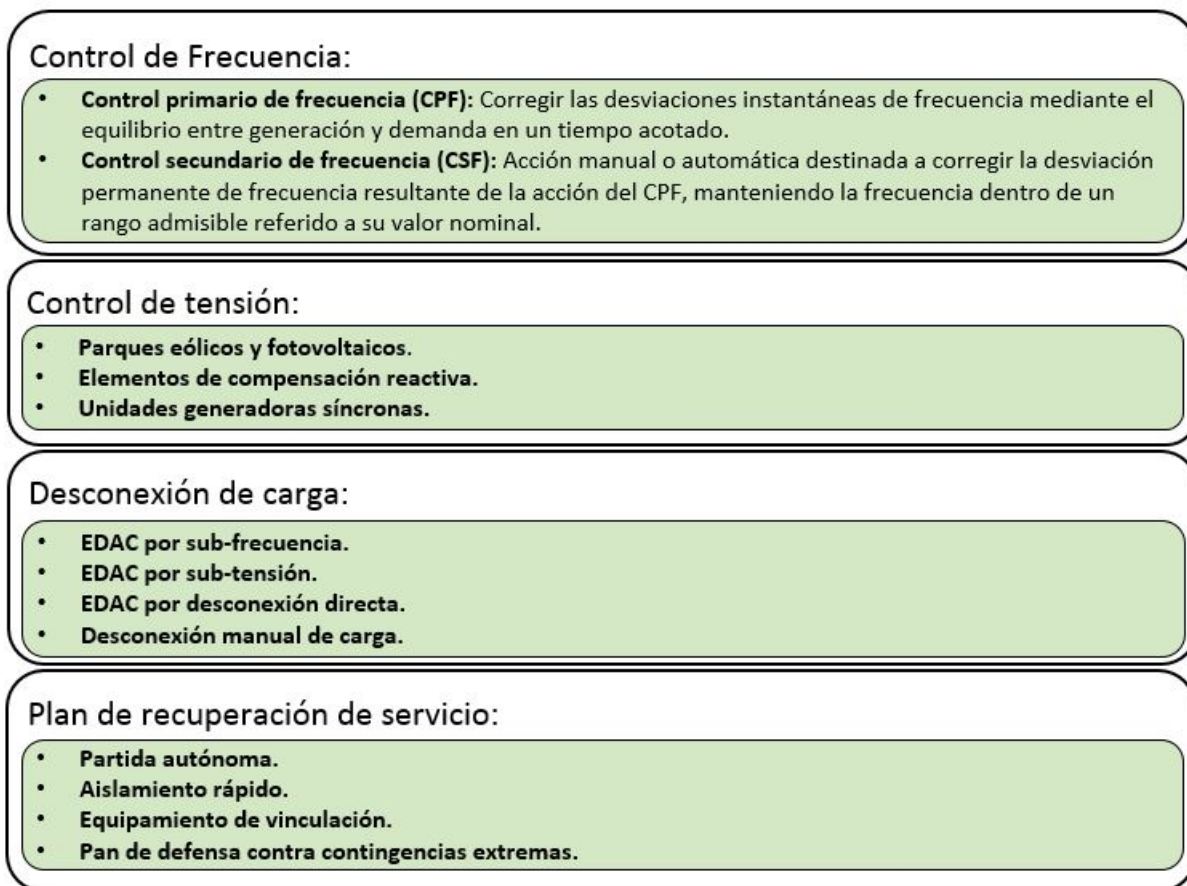 Control de Frecuencia:
• Control primario de frecuencia (CPF): Corregir las desviaciones instantáneas de frecuencia mediante el
equilibrio entre generación y demanda en un tiempo acotado.
• Control secundario de frecuencia (CSF): Acción manual o automática destinada a corregir la desviación
permanente de frecuencia resultante de la acción del CPF, manteniendo la frecuencia dentro de un
rango admisible referido a su valor nominal.
Control de tensión:
• Parques eólicos y fotovoltaicos.
• Elementos de compensación reactiva.
• Unidades generadoras síncronas.
Desconexión de carga:
• EDAC por sub-frecuencia.
• EDAC por sub-tensión.
• EDAC por desconexión directa.
• Desconexión manual de carga.
Plan de recuperación de servicio:
• Partida autónoma.
• Aislamiento rápido.
• Equipamiento de vinculación.
• Pan de defensa contra contingencias extremas.